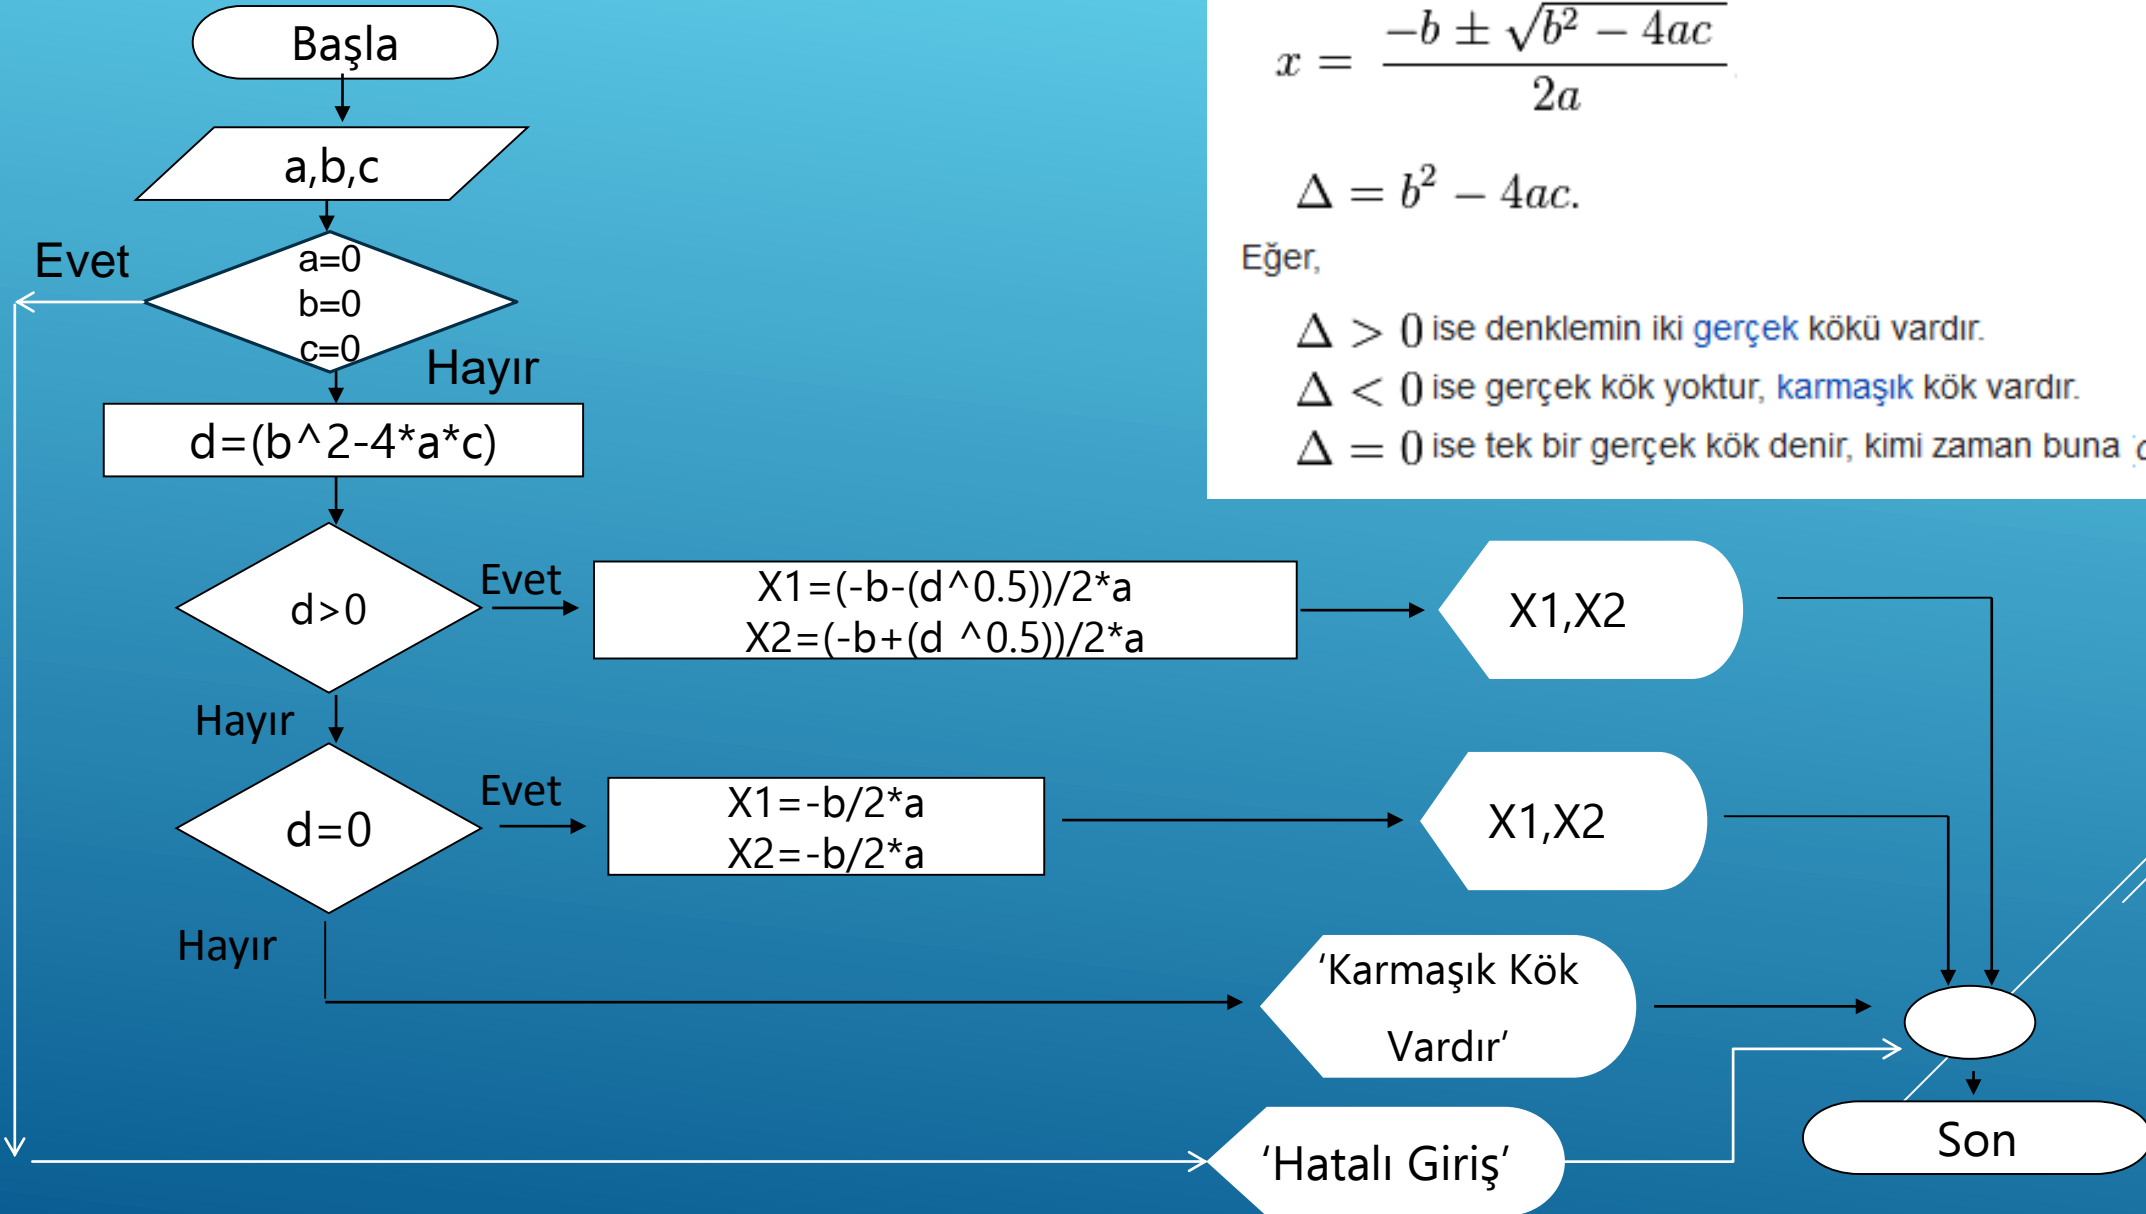 Başla
a,b,c
Evet
a=0
b=0
c=0
Hayır
d=(b^2-4*a*c)
d>0
Evet
X1=(-b-(d^0.5))/2*a
X2=(-b+(d ^0.5))/2*a
X1,X2
Hayır
d=0
Evet
X1=-b/2*a
X2=-b/2*a
X1,X2
Hayır
‘Karmaşık Kök
Vardır’
‘Hatalı Giriş’
Son
x = −b ± √b² − 4ac / 2a
Δ = b² − 4ac.
Eğer,
Δ > 0 ise denklemin iki gerçek kökü vardır.
Δ < 0 ise gerçek kök yoktur, karmaşık kök vardır.
Δ = 0 ise tek bir gerçek kök denir, kimi zaman buna